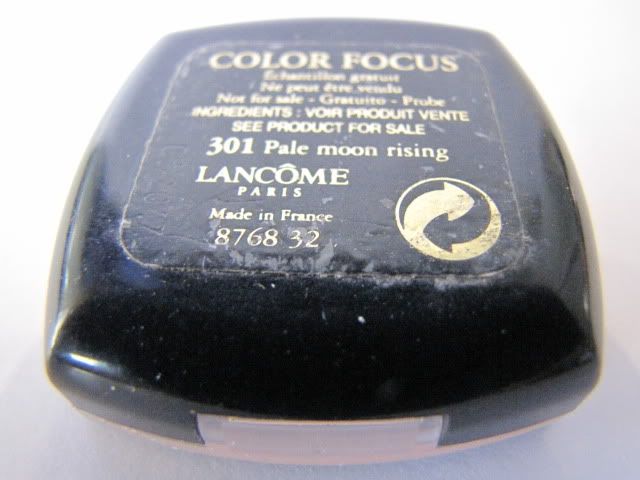 COLOR FOCUS
Échantillon gratuit
Ne peut être vendu
Not for sale - Gratuito - Probe
INGREDIENTS : VOIR PRODUIT VENTE
SEE PRODUCT FOR SALE
301 Pale moon rising
LANCÔME
PARIS
Made in France
8768 32